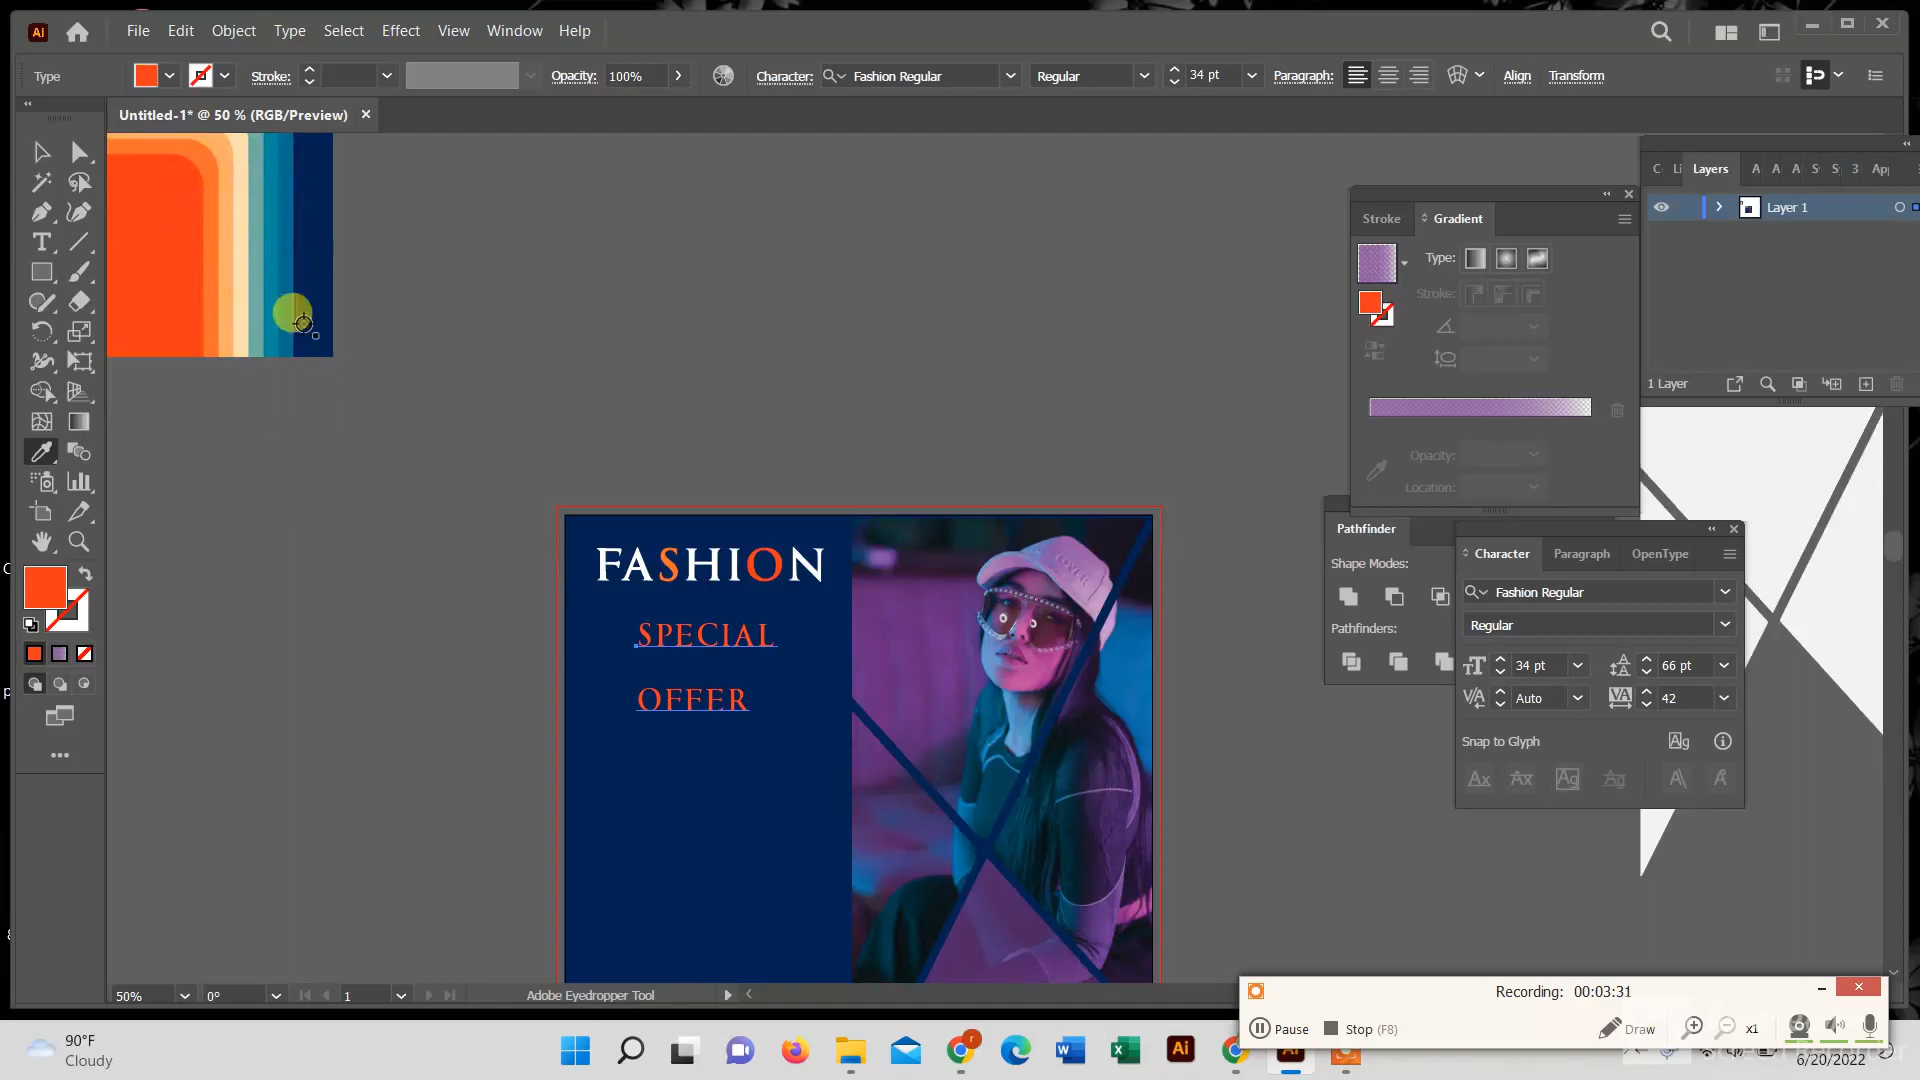 Ai File Edit Object Type Select Effect View Window Help
Type Stroke: Opacity: 100% Character: Fashion Regular Regular 34 pt Paragraph: Align Transform
Untitled-1* @ 50 % (RGB/Preview)
Layers 3
Layer 1
Stroke Gradient
Type:
Stroke:
1 Layer
Opacity:
Location:
FASHION
SPECIAL
OFFER
LOVER
Pathfinder
Shape Modes:
Pathfinders:
Character Paragraph OpenType
Fashion Regular
Regular
34 pt 66 pt
Auto 42
Snap to Glyph
50% 0° 1 Adobe Eyedropper Tool
Recording: 00:03:31
Pause Stop (F8) Draw x1
90°F
Cloudy
6/20/2022